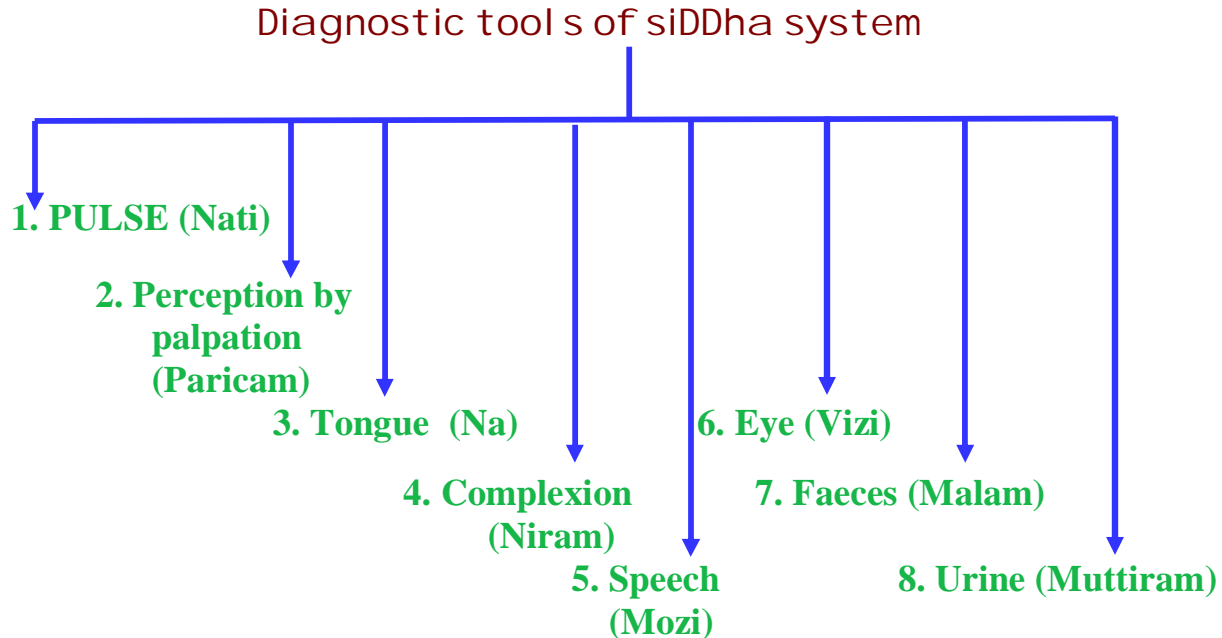 Diagnostic tools of siDDha system
1. PULSE (Nati)
2. Perception by
palpation
(Paricam)
3. Tongue (Na)
4. Complexion
(Niram)
5. Speech
(Mozi)
6. Eye (Vizi)
7. Faeces (Malam)
8. Urine (Muttiram)